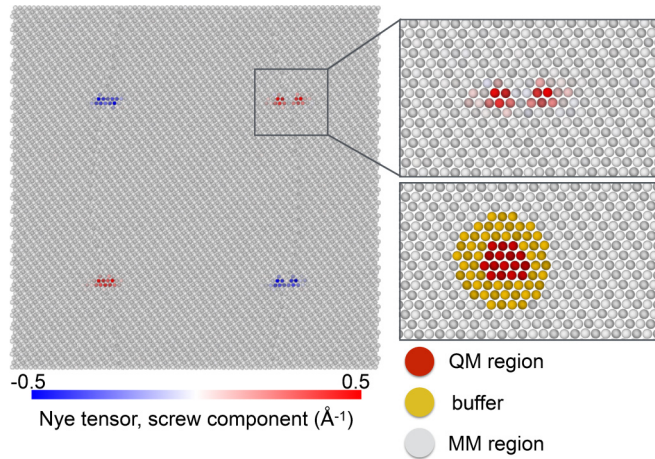 -0.5
0.5
Nye tensor, screw component (Å-1)
QM region
buffer
MM region